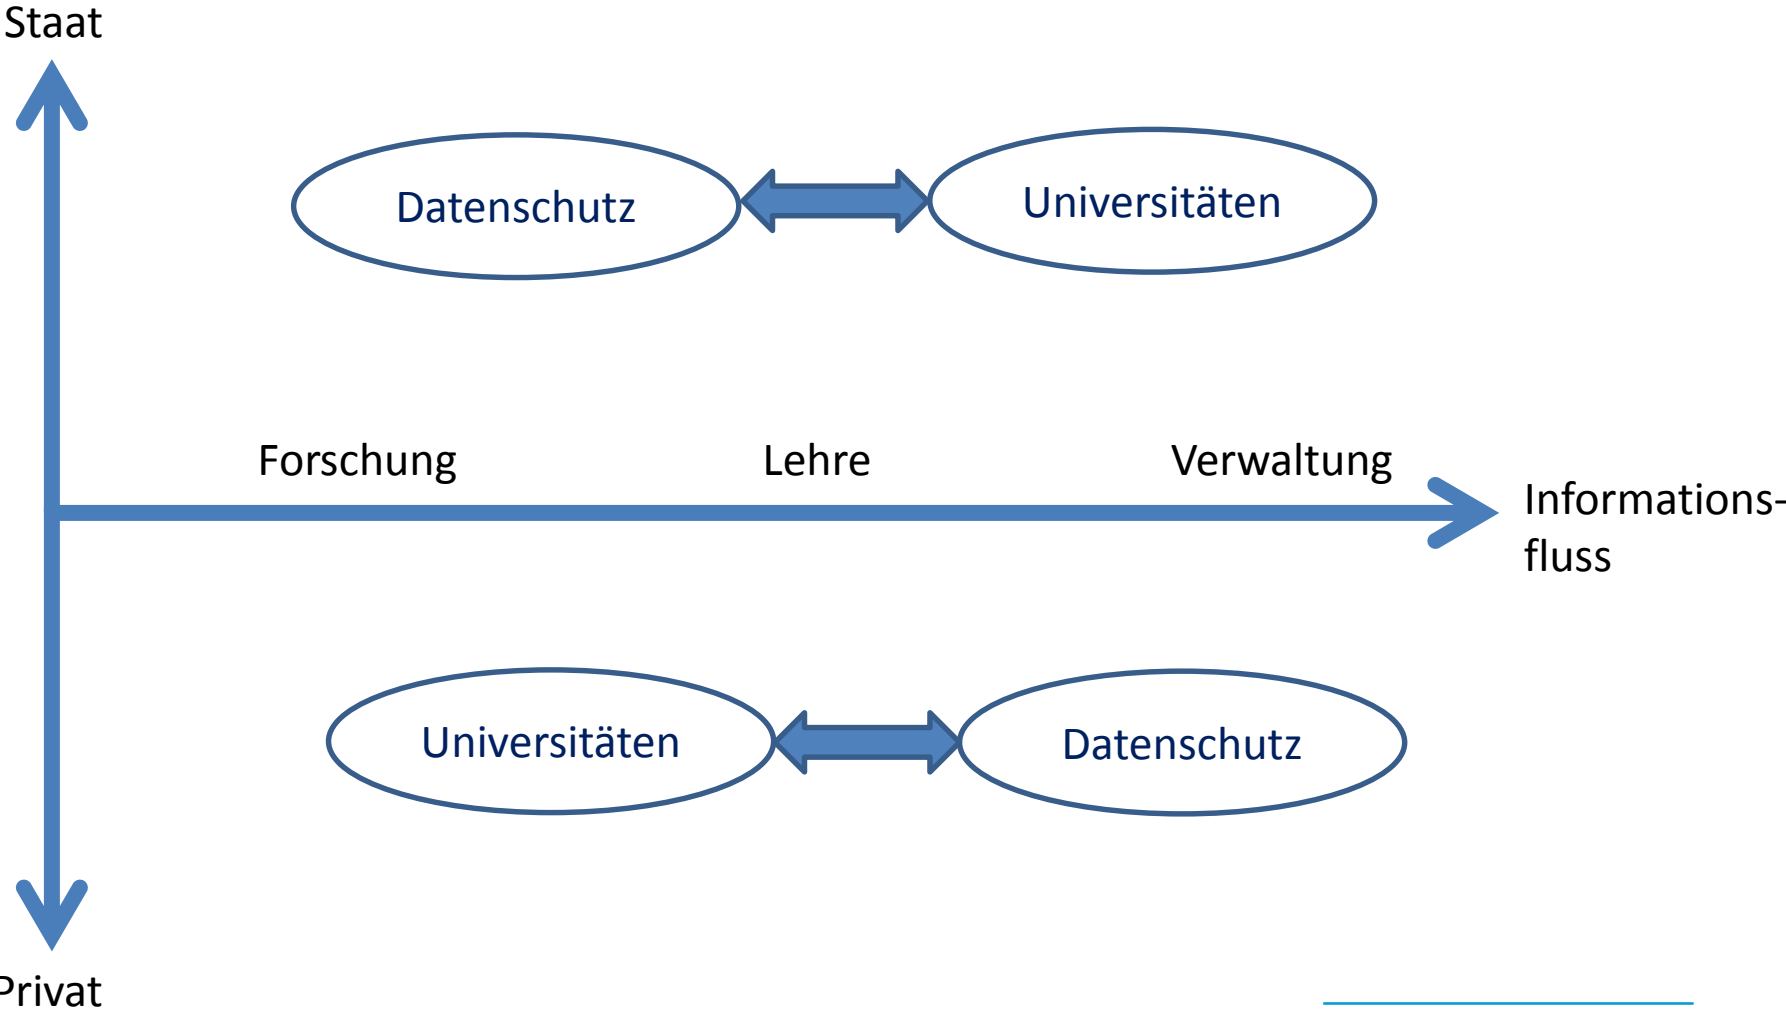 Staat
Datenschutz
Universitäten
Forschung
Lehre
Verwaltung
Informations-
fluss
Universitäten
Datenschutz
Privat